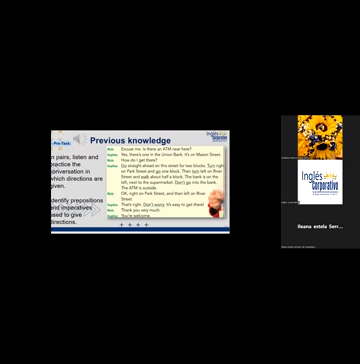 Pre-Task
Previous knowledge
Inglés
Corporativo
n pairs, listen and
practice the
conversation in
which directions are
given.
dentify prepositions
and imperatives
used to give
directions.
Excuse me. Is there an ATM near here?
Yes, there's one in the Union Bank. It's on Mason Street.
How do I get there?
Go straight ahead on this street for two blocks. Turn right
on Park Street and go one block. Then turn left on River
Street and walk about half a block. The bank is on the
left, next to the supermarket. Don't go into the bank.
The ATM is outside.
OK, right on Park Street, and then left on River
Street.
That's right. Don't worry. It's easy to get there!
Thank you very much.
You're welcome.
Inglés
Corporativo
Ileana estela Serr...